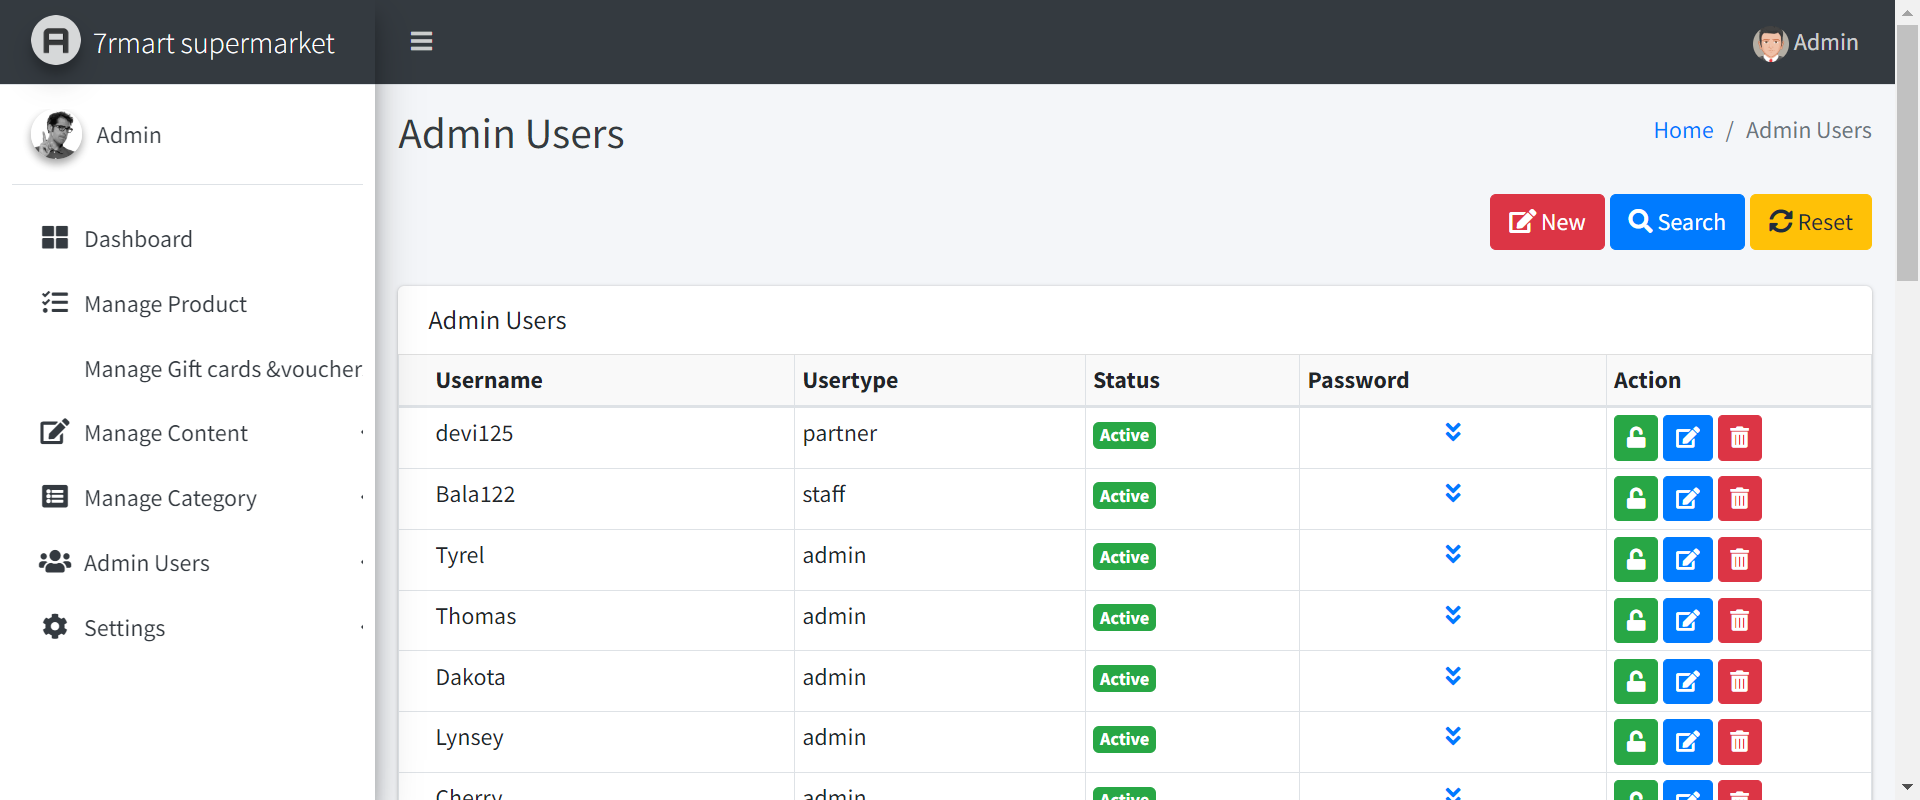 7rmart supermarket
Admin
Admin
Dashboard
Manage Product
Manage Gift cards &voucher
Manage Content
Manage Category
Admin Users
Settings
Admin Users
Home / Admin Users
New Search Reset
Admin Users
Username Usertype Status Password Action
devi125 partner Active
Bala122 staff Active
Tyrel admin Active
Thomas admin Active
Dakota admin Active
Lynsey admin Active
Cherry admin Active